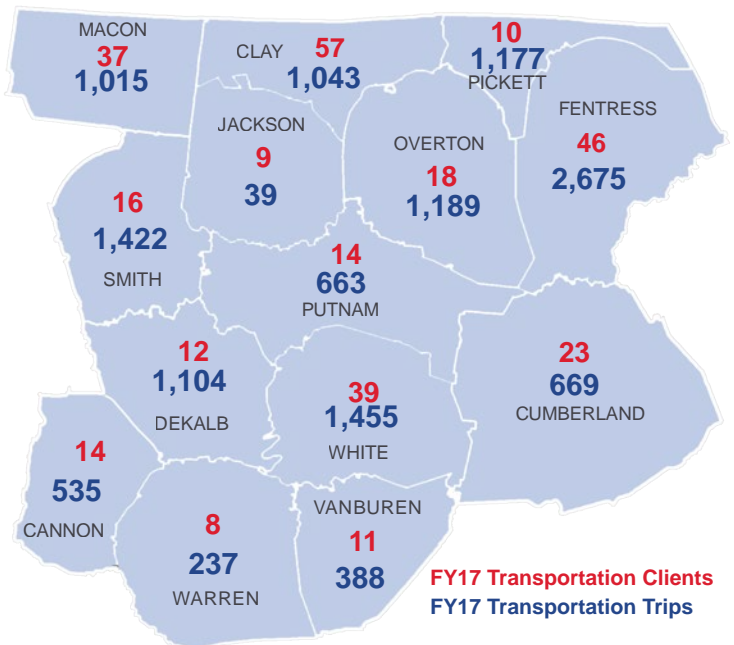 MACON
37
1,015
CLAY
57
1,043
10
1,177
PICKETT
FENTRESS
46
2,675
JACKSON
9
39
OVERTON
18
1,189
16
1,422
SMITH
14
663
PUTNAM
12
1,104
DEKALB
39
1,455
WHITE
23
669
CUMBERLAND
14
535
CANNON
8
237
WARREN
VANBUREN
11
388
FY17 Transportation Clients
FY17 Transportation Trips